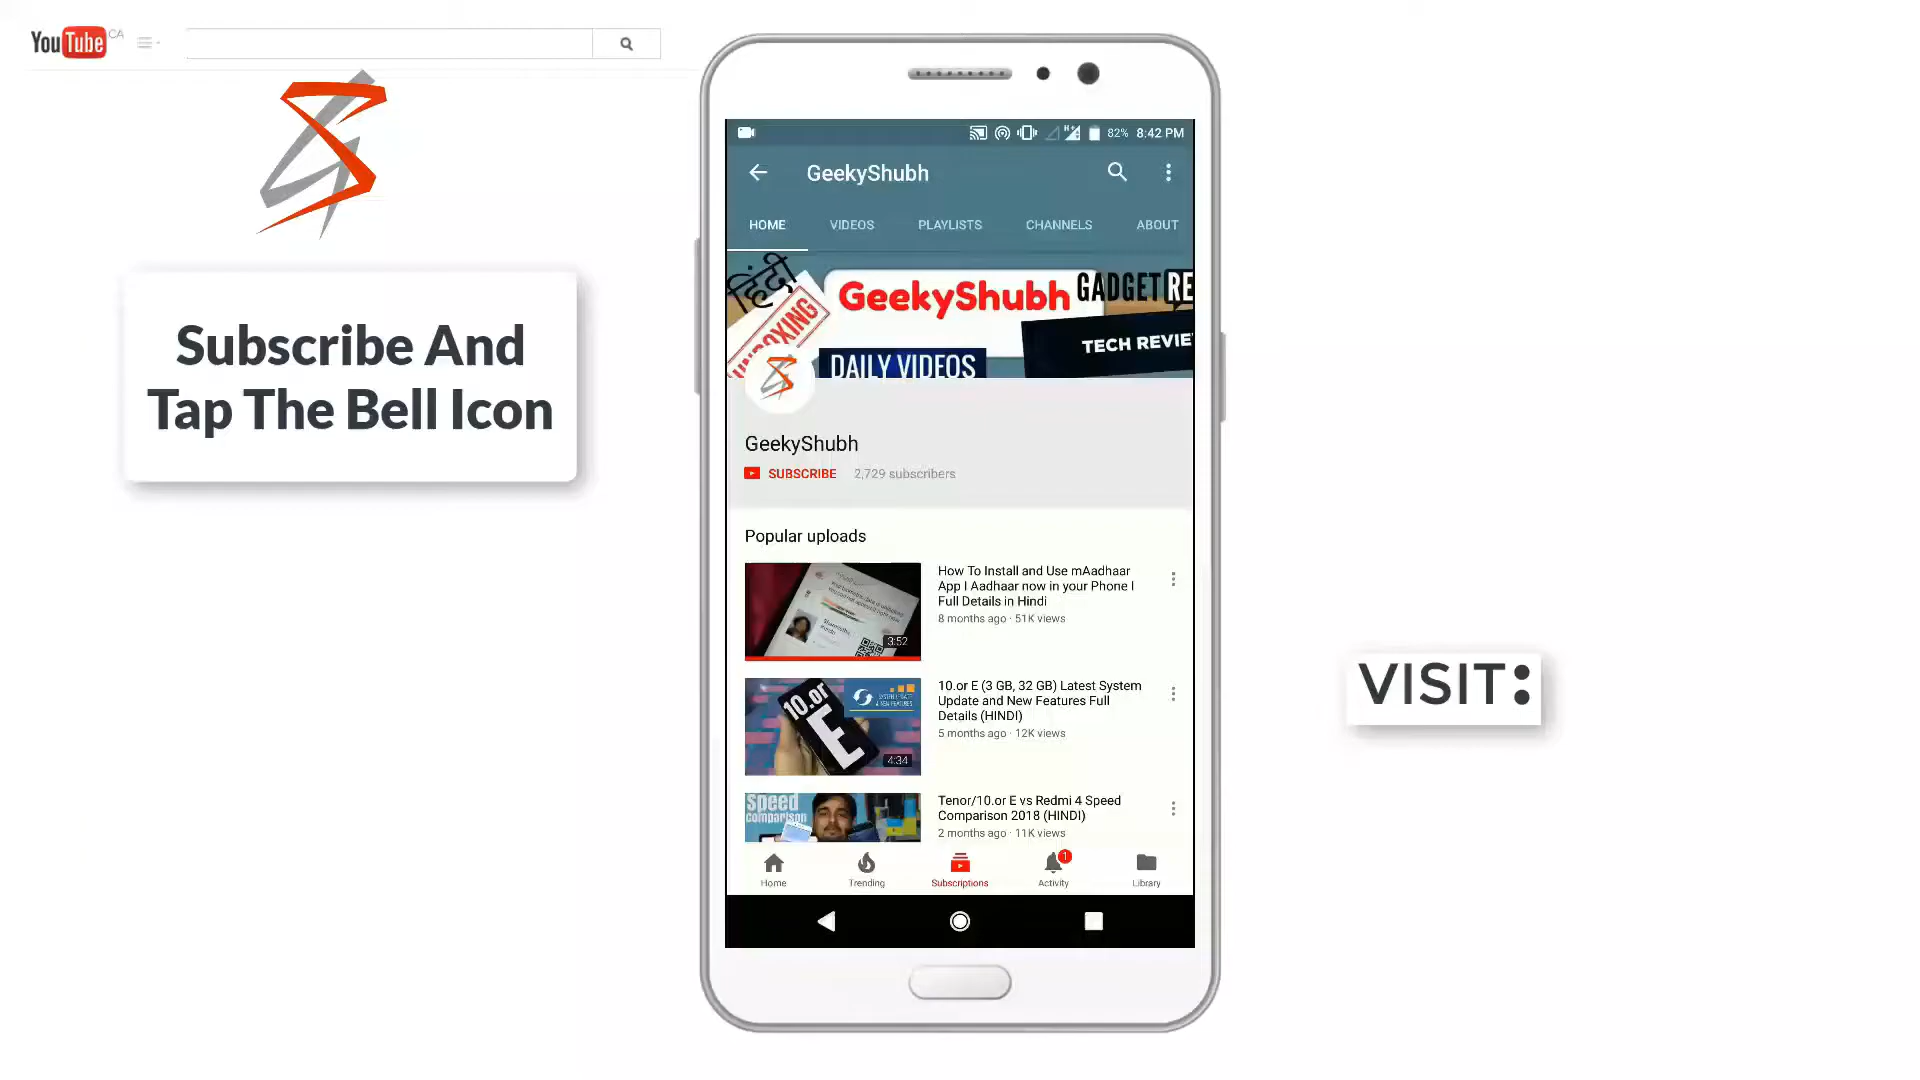 YouTube CA
Subscribe And
Tap The Bell Icon
82% 8:42 PM
GeekyShubh
HOME VIDEOS PLAYLISTS CHANNELS ABOUT
हिंदी
UNBOXING
GeekyShubh
GADGET RE
TECH REVIE
DAILY VIDEOS
GeekyShubh
SUBSCRIBE 2,729 subscribers
Popular uploads
How To Install and Use mAadhaar
App I Aadhaar now in your Phone I
Full Details in Hindi
8 months ago · 51K views
3:52
10.or E (3 GB, 32 GB) Latest System
Update and New Features Full
Details (HINDI)
5 months ago · 12K views
10.or
E
4:34
Tenor/10.or E vs Redmi 4 Speed
Comparison 2018 (HINDI)
2 months ago · 11K views
Speed
comparison
1
Home Trending Subscriptions Activity Library
VISIT: